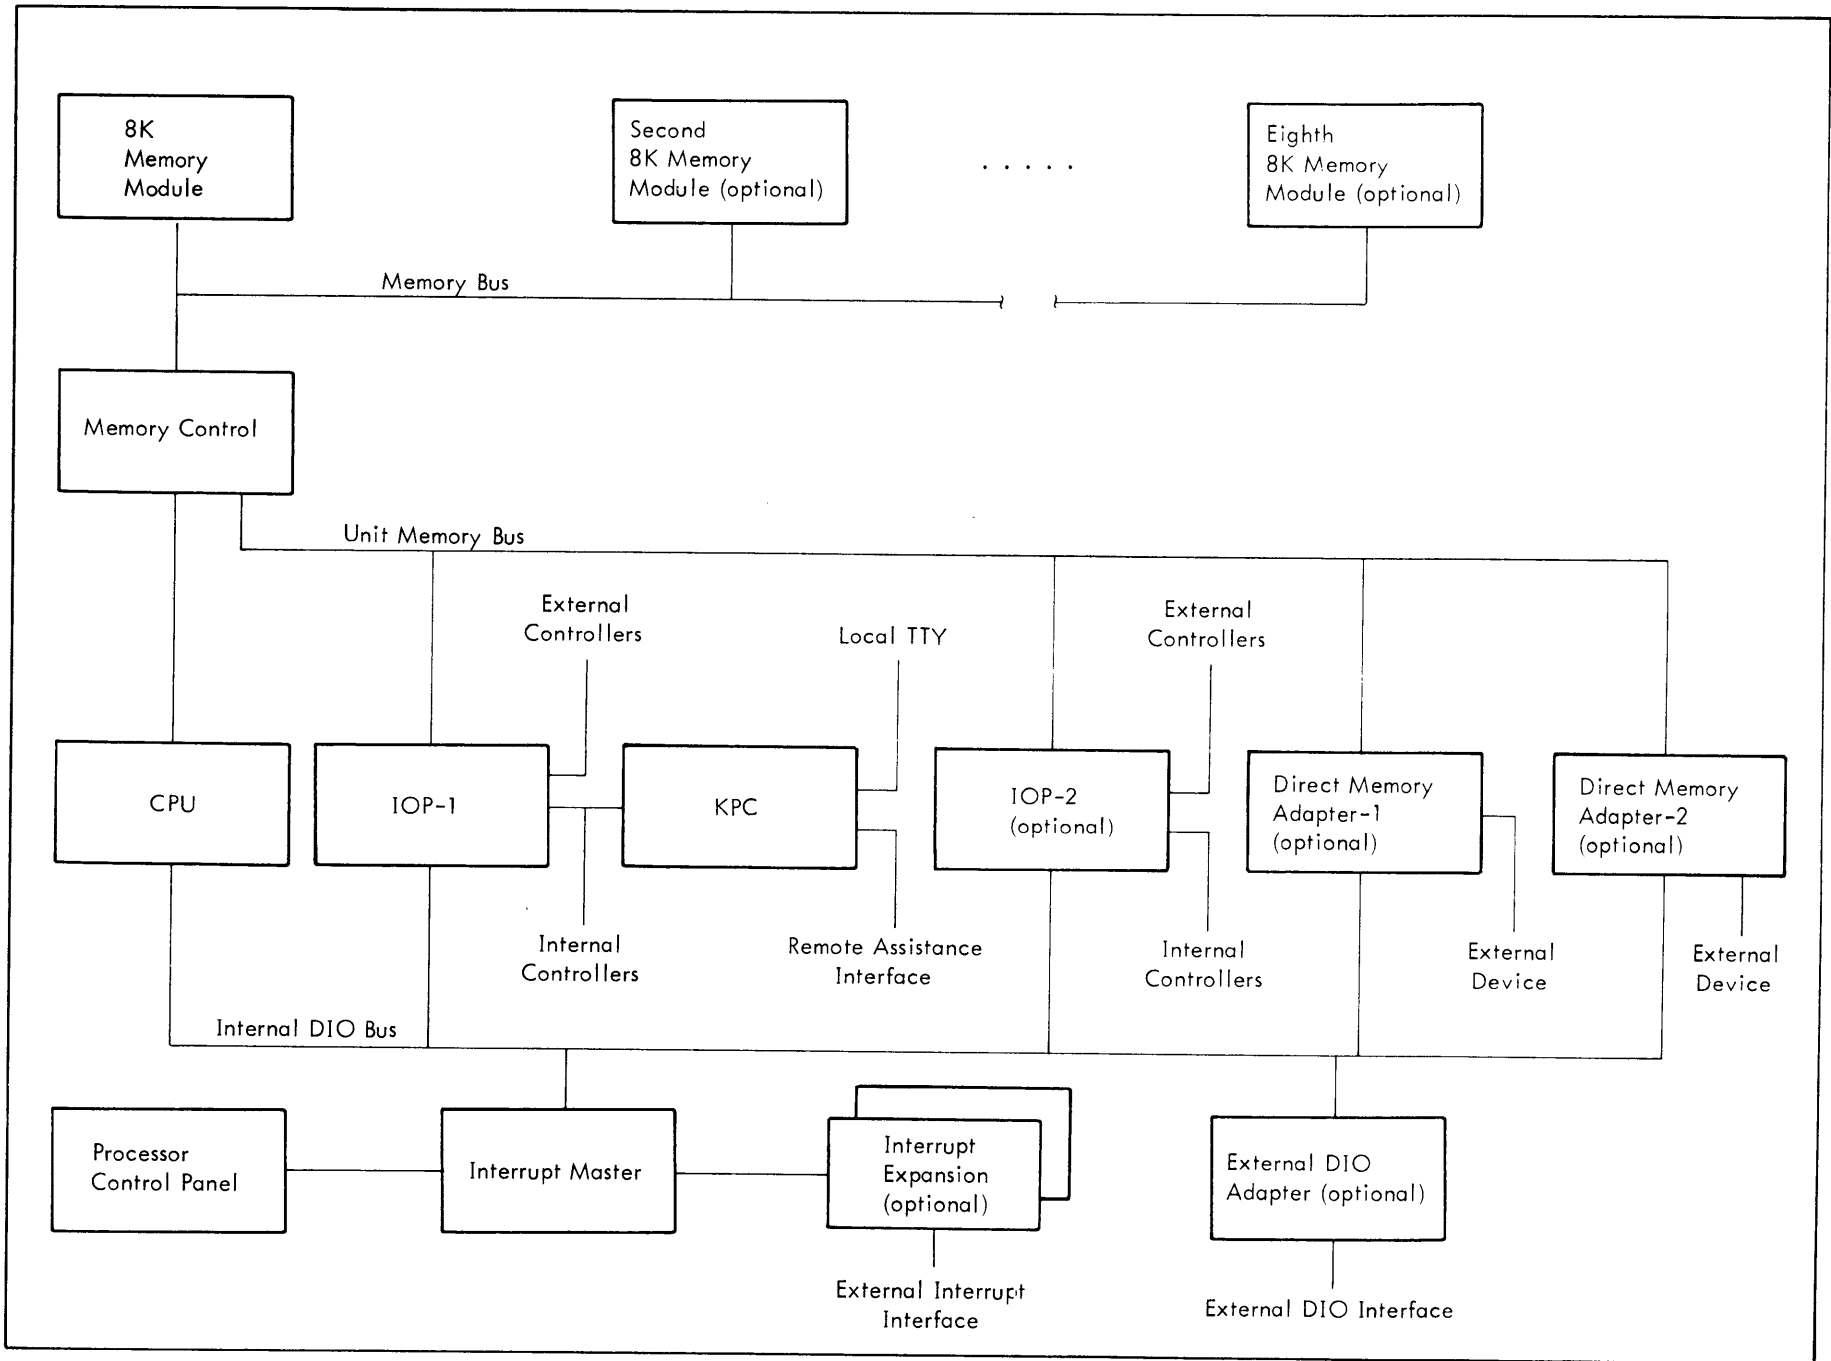 8K
Memory
Module
Second
8K Memory
Module (optional)
. . . . .
Eighth
8K Memory
Module (optional)
Memory Bus
Memory Control
Unit Memory Bus
External
Controllers
Local TTY
External
Controllers
CPU
IOP-1
KPC
IOP-2
(optional)
Direct Memory
Adapter-1
(optional)
Direct Memory
Adapter-2
(optional)
Internal
Controllers
Remote Assistance
Interface
Internal
Controllers
External
Device
External
Device
Internal DIO Bus
Processor
Control Panel
Interrupt Master
Interrupt
Expansion
(optional)
External DIO
Adapter (optional)
External Interrupt
Interface
External DIO Interface